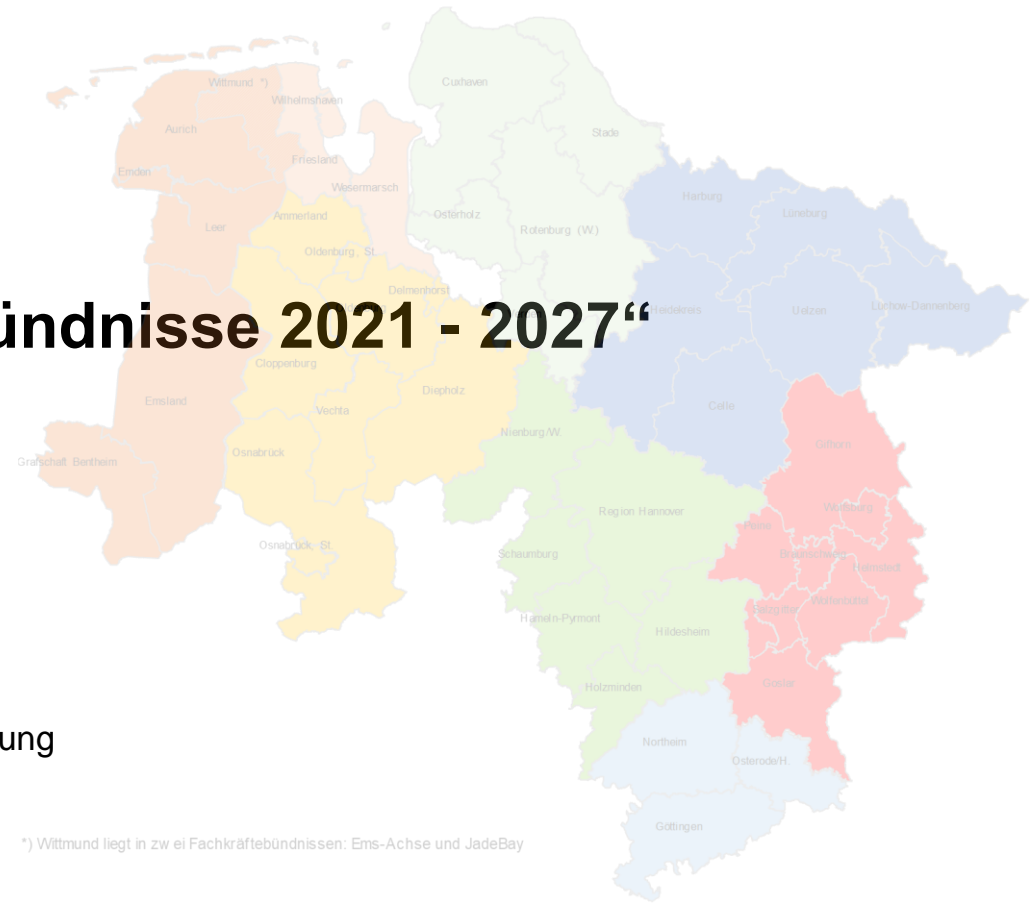 Cuxhaven
Wittmund *)
Wilhelmshaven
Aurich
Stade
Friesland
Emden
Wesermarsch
Harburg
Ammerland
Osterholz
Lüneburg
Leer
Rotenburg (W.)
Oldenburg, St.
Delmenhorst
Heidekreis
Uelzen
Lüchow-Dannenberg
ündnisse 2021 - 2027“
Cloppenburg
Diepholz
Emsland
Vechta
Celle
Nienburg/W.
Gifhorn
Osnabrück
Grafschaft Bentheim
Region Hannover
Wolfsburg
Peine
Osnabrück, St.
Schaumburg
Braunschweig
Helmstedt
Wolfenbüttel
Salzgitter
Hameln-Pyrmont
Hildesheim
Holzminden
Goslar
ung
Northeim
Osterode/H.
Göttingen
*) Wittmund liegt in zw ei Fachkräftebündnissen: Ems-Achse und JadeBay